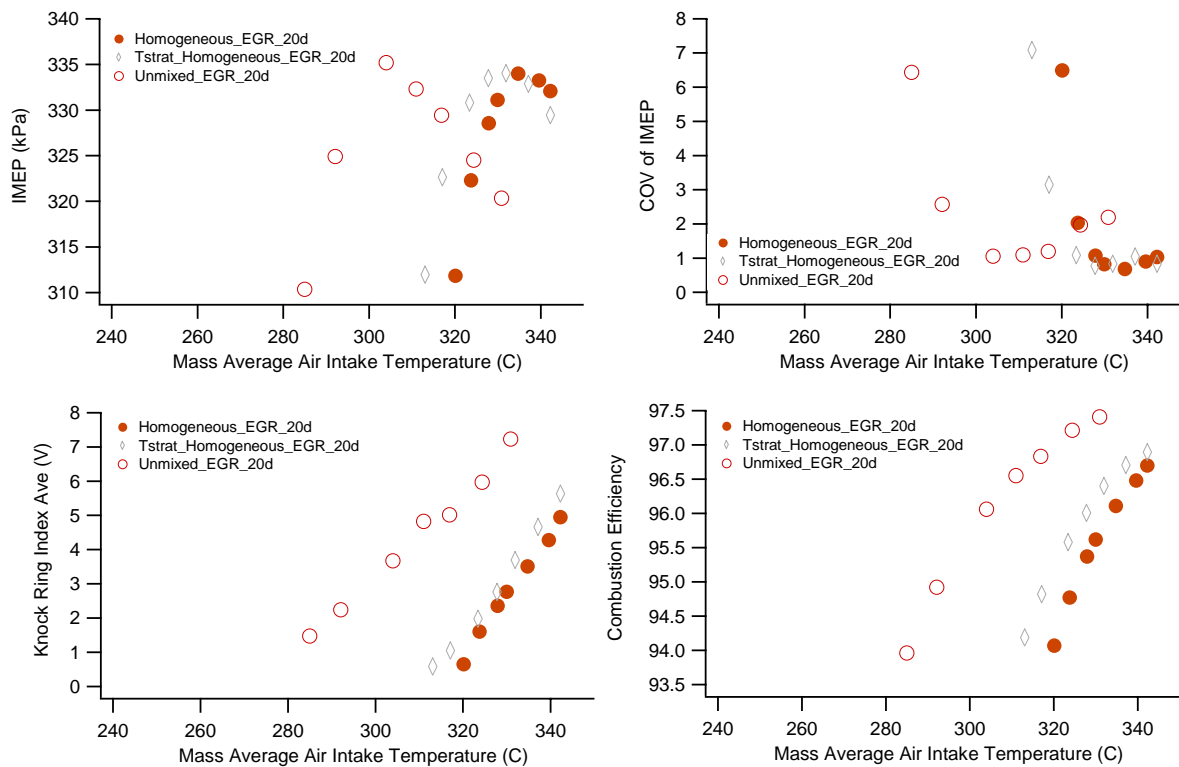 340
335
330
325
320
315
310
IMEP (kPa)
Homogeneous_EGR_20d
Tstrat_Homogeneous_EGR_20d
Unmixed_EGR_20d
240 260 280 300 320 340
Mass Average Air Intake Temperature (C)
8
7
6
5
4
3
2
1
0
COV of IMEP
Homogeneous_EGR_20d
Tstrat_Homogeneous_EGR_20d
Unmixed_EGR_20d
240 260 280 300 320 340
Mass Average Air Intake Temperature (C)
8
7
6
5
4
3
2
1
0
Knock Ring Index Ave (V)
Homogeneous_EGR_20d
Tstrat_Homogeneous_EGR_20d
Unmixed_EGR_20d
240 260 280 300 320 340
Mass Average Air Intake Temperature (C)
97.5
97.0
96.5
96.0
95.5
95.0
94.5
94.0
93.5
Combustion Efficiency
Homogeneous_EGR_20d
Tstrat_Homogeneous_EGR_20d
Unmixed_EGR_20d
240 260 280 300 320 340
Mass Average Air Intake Temperature (C)